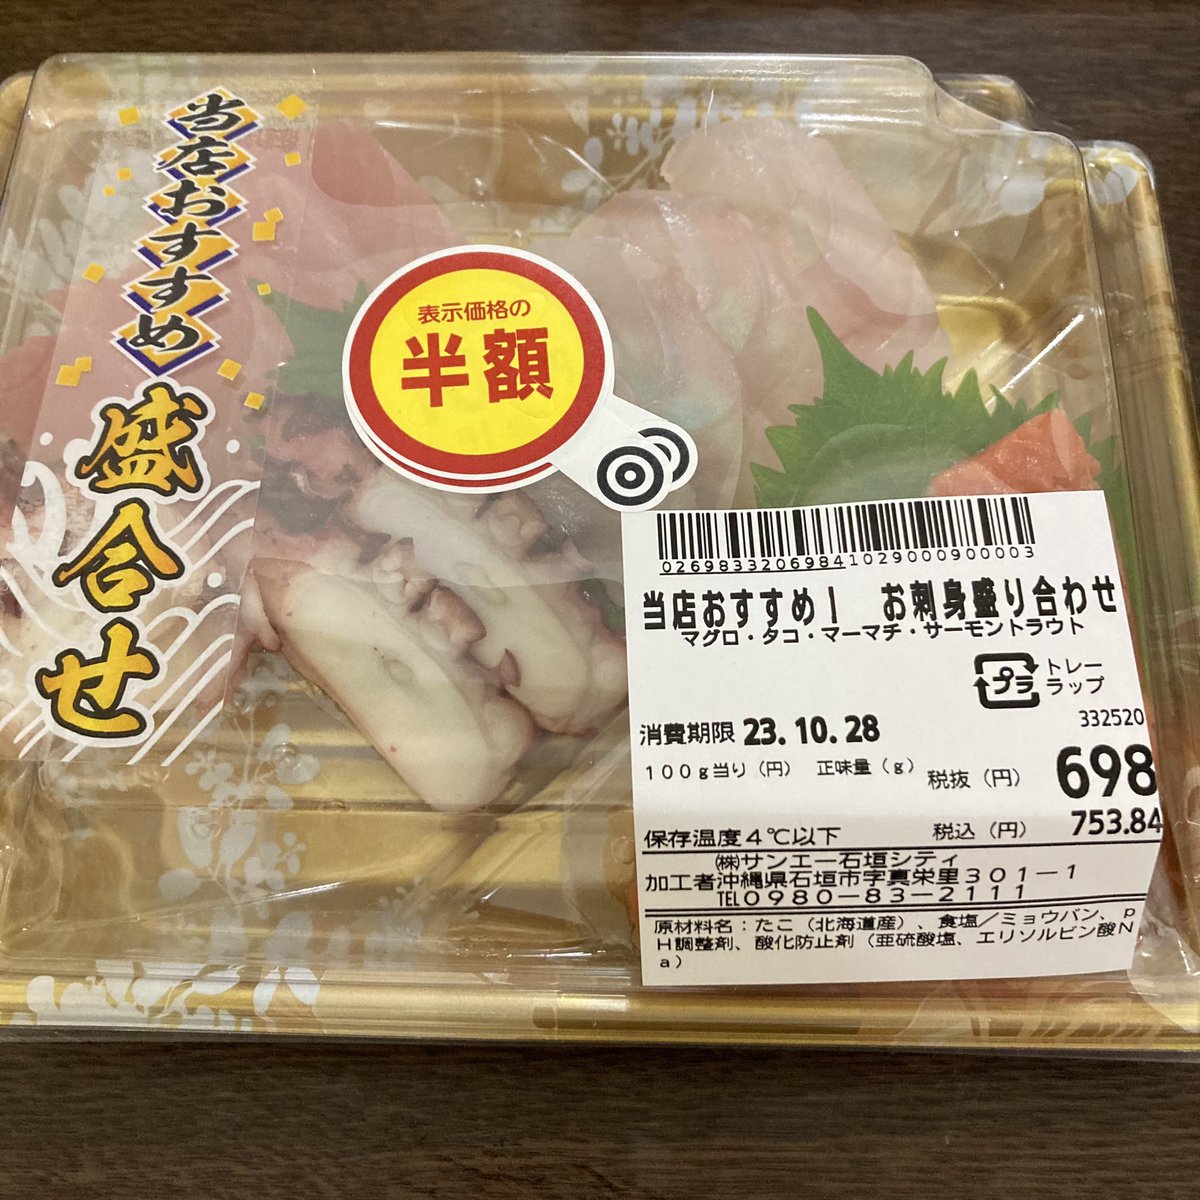 当店おすすめ
盛合せ
表示価格の
半額
02698332069841029000900003
当店おすすめ！　お刺身盛り合わせ
マグロ・タコ・マーマチ・サーモントラウト
プラ
トレー
ラップ
332520
消費期限 23.10.28
100g当り（円） 正味量（g） 税抜（円） 698
保存温度4℃以下 税込（円） 753.84
㈱サンエー石垣シティ
加工者沖縄県石垣市字真栄里301－1
TEL0980－83－2111
原材料名：たこ（北海道産）、食塩／ミョウバン、p
H調整剤、酸化防止剤（亜硫酸塩、エリソルビン酸N
a）